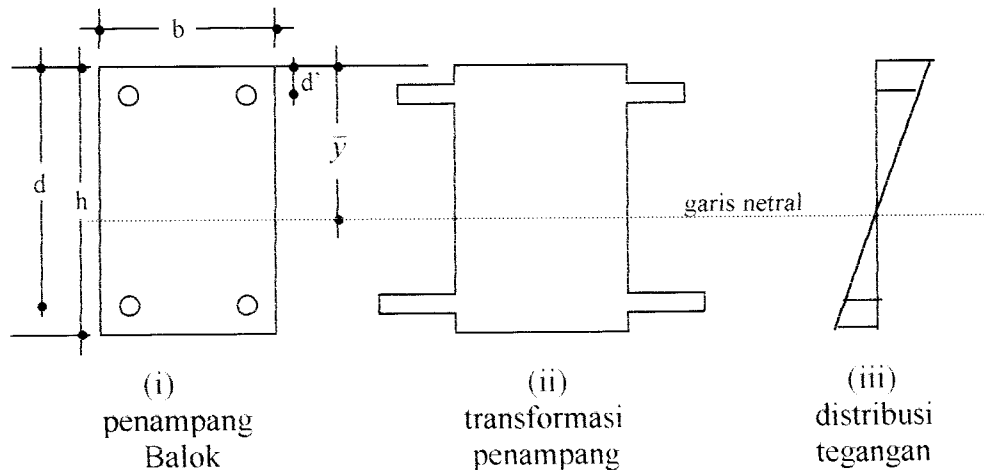 b
d'
ȳ
d
h
garis netral
(i)
penampang
Balok
(ii)
transformasi
penampang
(iii)
distribusi
tegangan